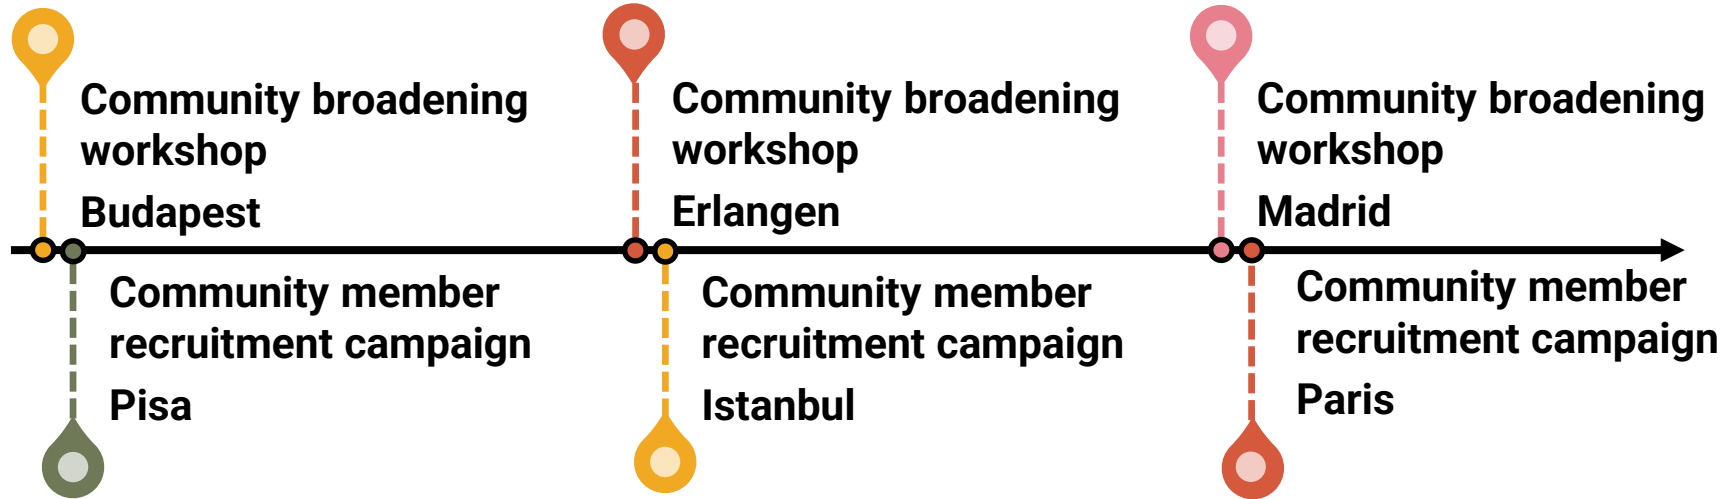 Community broadening
workshop
Budapest
Community member
recruitment campaign
Pisa
Community broadening
workshop
Erlangen
Community member
recruitment campaign
Istanbul
Community broadening
workshop
Madrid
Community member
recruitment campaign
Paris